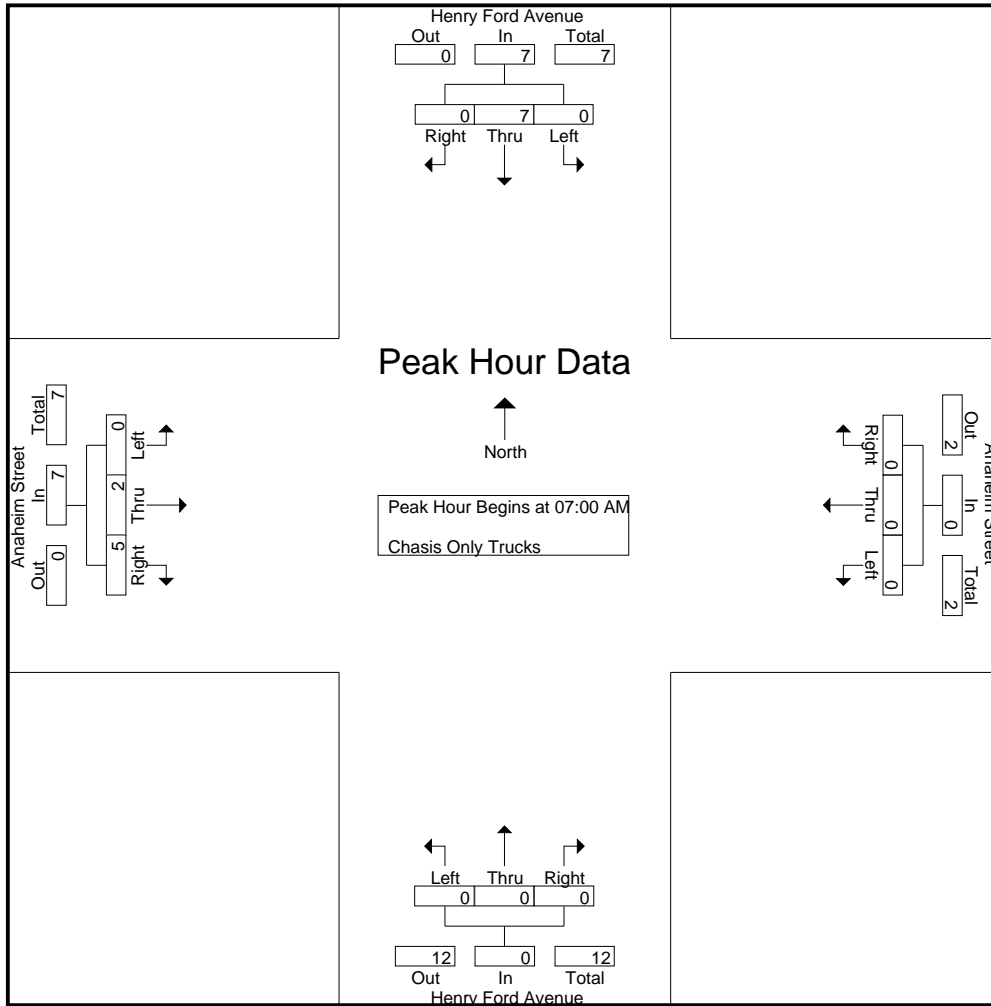 Henry Ford Avenue
Out In Total
0 7 7
0 7 0
Right Thru Left
Peak Hour Data
North
Peak Hour Begins at 07:00 AM
Chasis Only Trucks
Anaheim Street
Out In Total
0 7 7
Left Thru Right
0 2 5
Anaheim Street
Out In Total
2 0 2
Right Thru Left
0 0 0
Left Thru Right
0 0 0
12 0 12
Out In Total
Henry Ford Avenue